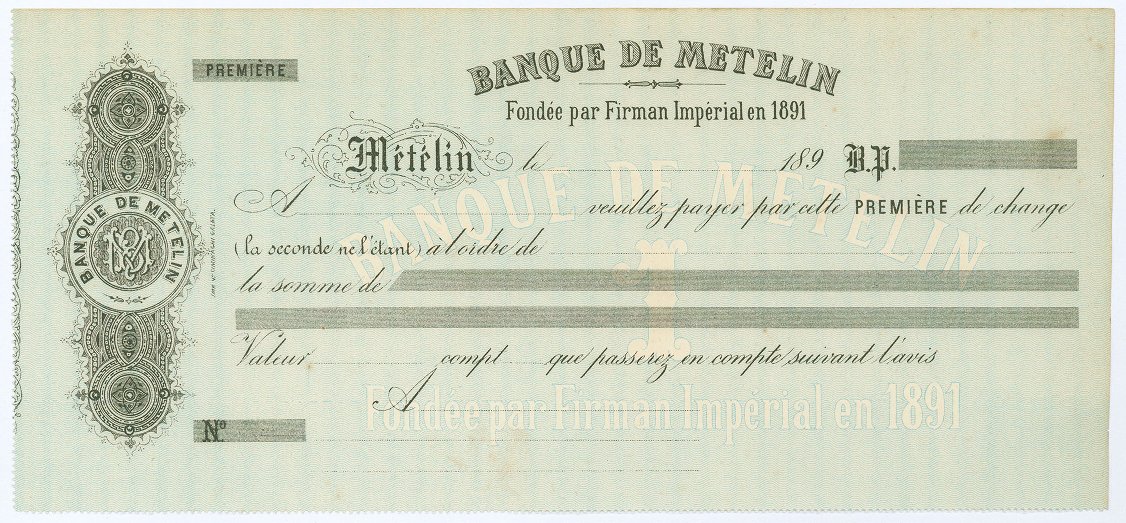 PREMIÈRE
BANQUE DE METELIN
Fondée par Firman Impérial en 1891
Métélin le 189 B.P.
A veuillez payer par cette PREMIÈRE de change
(la seconde ne l'étant) à l'ordre de
la somme de
Valeur compt que passerez en compte suivant l'avis
A
Nº
BANQUE DE METELIN
BM
BANQUE DE METELIN
I
Fondée par Firman Impérial en 1891